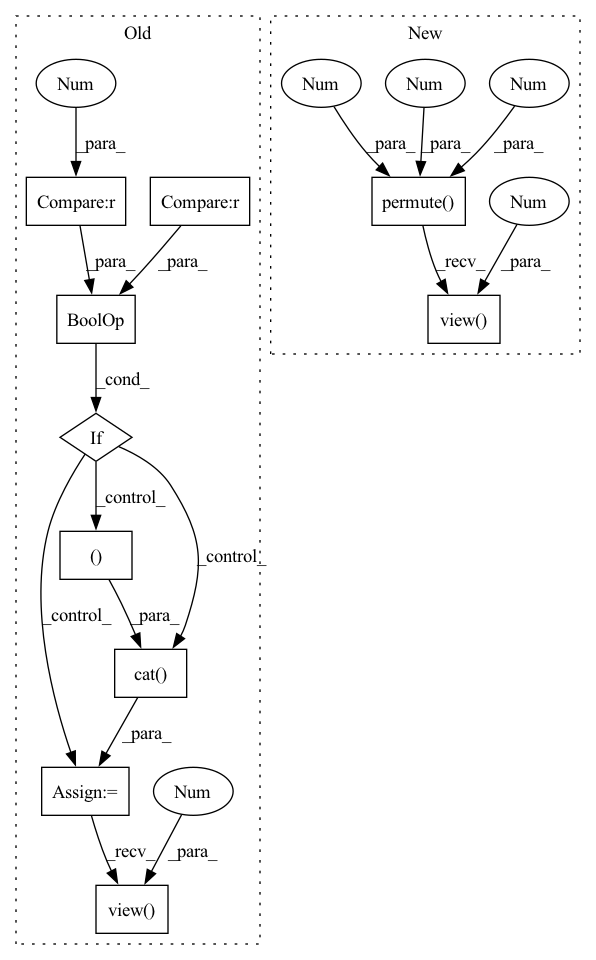 Old
New
Num
Num
Num
Num
_para_
_para_
_para_
_para_
Compare:r
Compare:r
permute()
Num
_para_
_para_
_recv_
_para_
BoolOp
view()
_cond_
If
_control_
()
_control_
_control_
_para_
cat()
_para_
Assign:=
Num
_recv_
_para_
view()